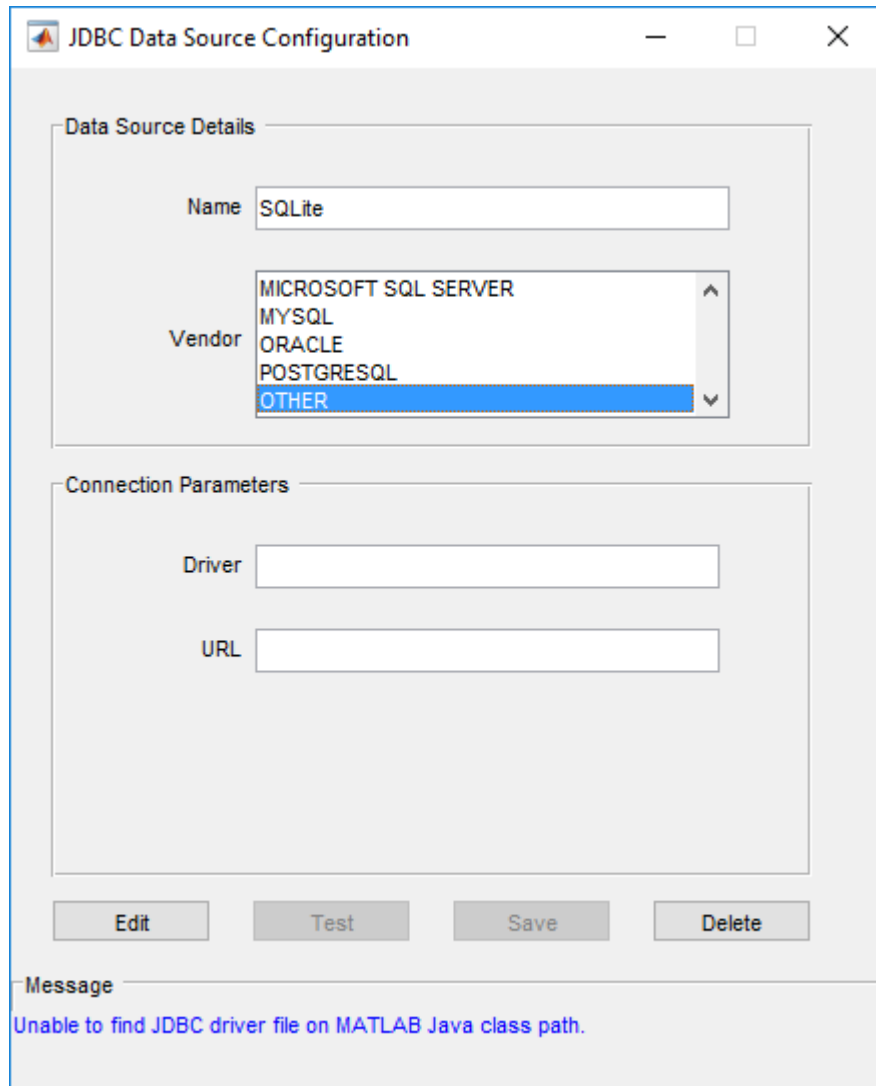 JDBC Data Source Configuration
Data Source Details
Name SQLite
Vendor
MICROSOFT SQL SERVER
MYSQL
ORACLE
POSTGRESQL
OTHER
Connection Parameters
Driver
URL
Edit Test Save Delete
Message
Unable to find JDBC driver file on MATLAB Java class path.